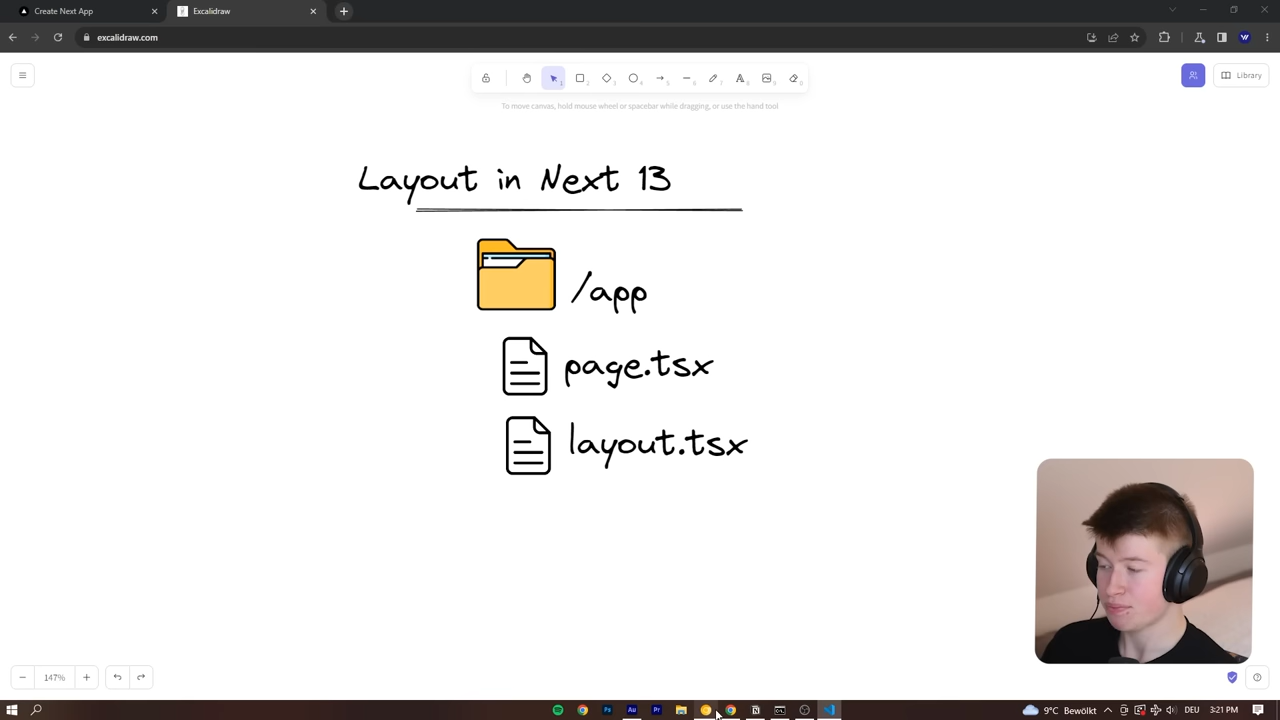 Create Next App
Excalidraw
excalidraw.com
Library
To move canvas, hold mouse wheel or spacebar while dragging, or use the hand tool
Layout in Next 13
/app
page.tsx
layout.tsx
147%
9°C Bewölkt
DEU
3:21 PM